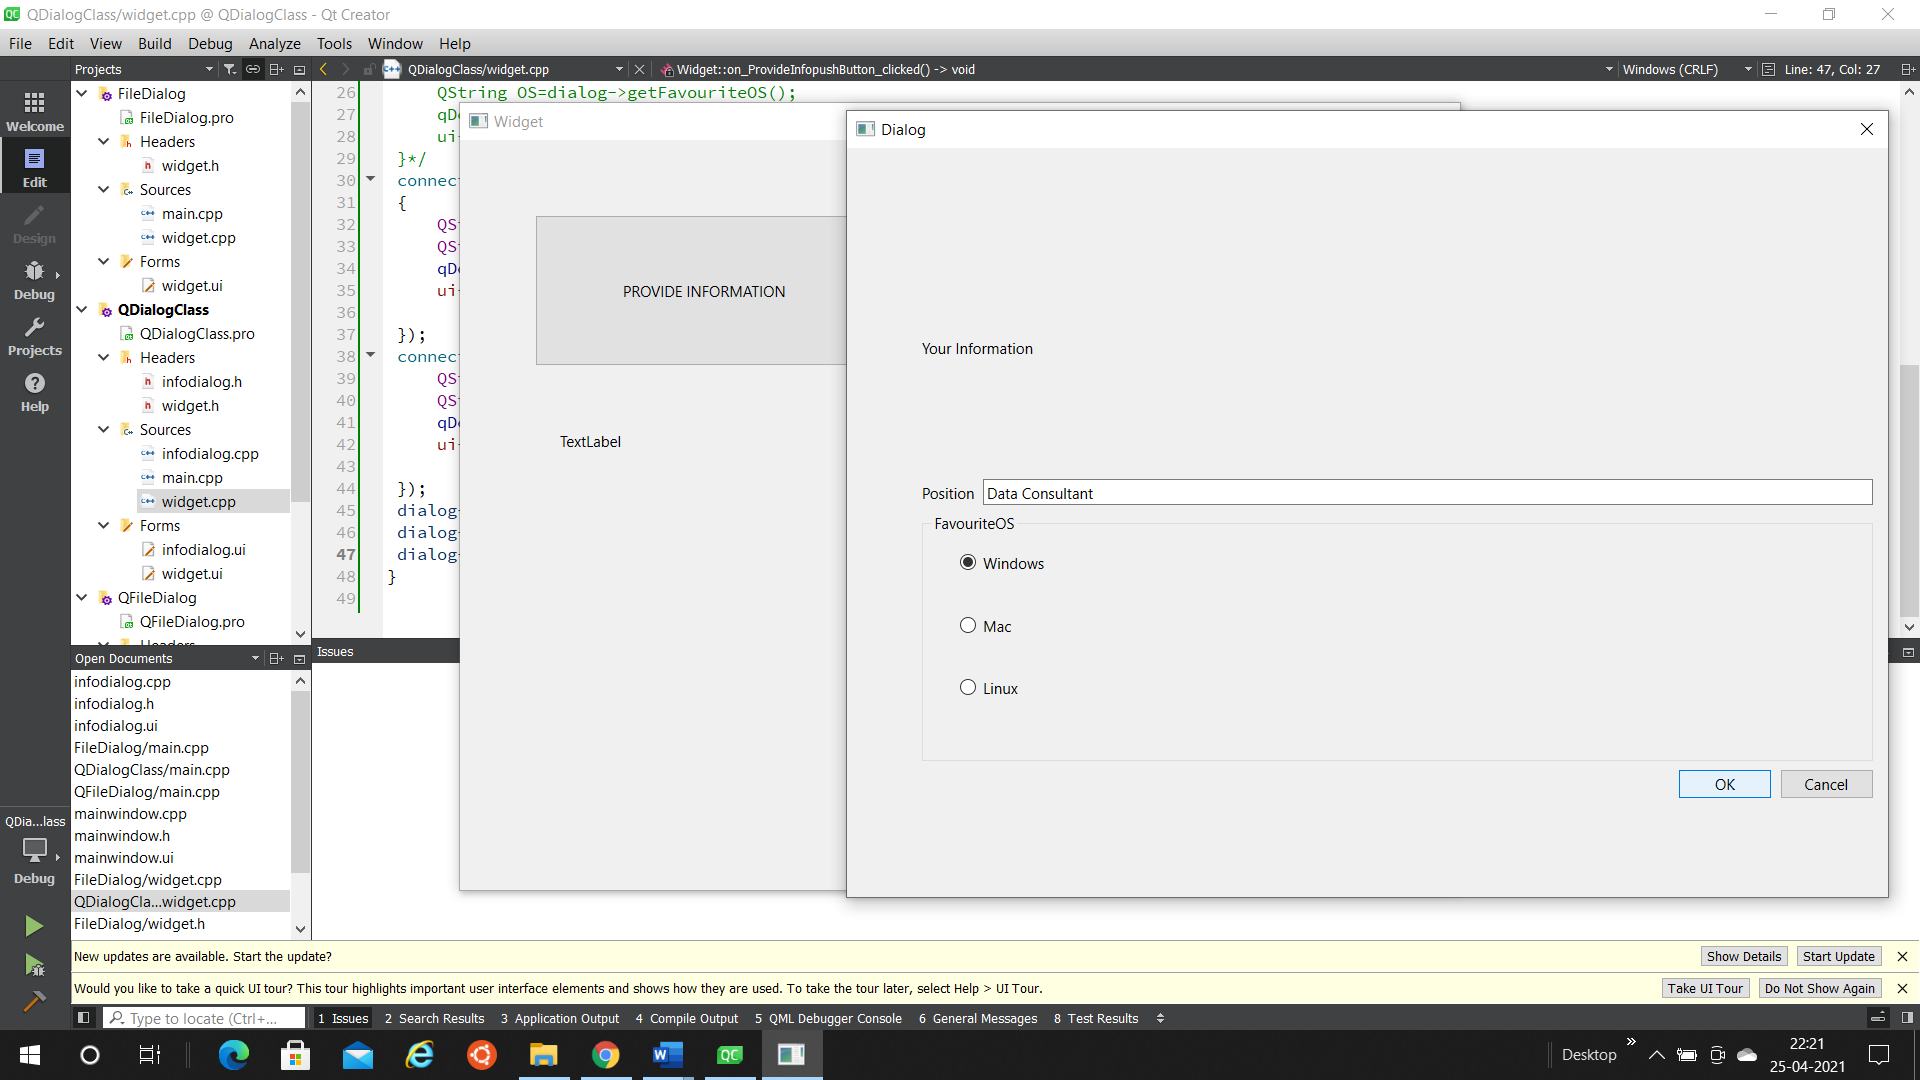 QDialogClass/widget.cpp @ QDialogClass - Qt Creator
File Edit View Build Debug Analyze Tools Window Help
Projects
QDialogClass/widget.cpp
Widget::on_ProvideInfopushButton_clicked() -> void
Windows (CRLF)
Line: 47, Col: 27
Welcome
Edit
Design
Debug
Projects
Help
QDia...lass
Debug
FileDialog
FileDialog.pro
Headers
widget.h
Sources
main.cpp
widget.cpp
Forms
widget.ui
QDialogClass
QDialogClass.pro
Headers
infodialog.h
widget.h
Sources
infodialog.cpp
main.cpp
widget.cpp
Forms
infodialog.ui
widget.ui
QFileDialog
QFileDialog.pro
Headers
Open Documents
infodialog.cpp
infodialog.h
infodialog.ui
FileDialog/main.cpp
QDialogClass/main.cpp
QFileDialog/main.cpp
mainwindow.cpp
mainwindow.h
mainwindow.ui
FileDialog/widget.cpp
QDialogCla...widget.cpp
FileDialog/widget.h
26 QString OS=dialog->getFavouriteOS();
27 qD
28 ui
29 }*/
30 connec
31 {
32 QS
33 QS
34 qD
35 ui
36
37 });
38 connec
39 QS
40 QS
41 qD
42 ui
43
44 });
45 dialog
46 dialog
47 dialog
48 }
49
Issues
Widget
PROVIDE INFORMATION
TextLabel
Dialog
Your Information
Position Data Consultant
FavouriteOS
Windows
Mac
Linux
OK Cancel
New updates are available. Start the update?
Show Details Start Update
Would you like to take a quick UI tour? This tour highlights important user interface elements and shows how they are used. To take the tour later, select Help > UI Tour.
Take UI Tour Do Not Show Again
Type to locate (Ctrl+...
1 Issues 2 Search Results 3 Application Output 4 Compile Output 5 QML Debugger Console 6 General Messages 8 Test Results
Desktop
22:21
25-04-2021